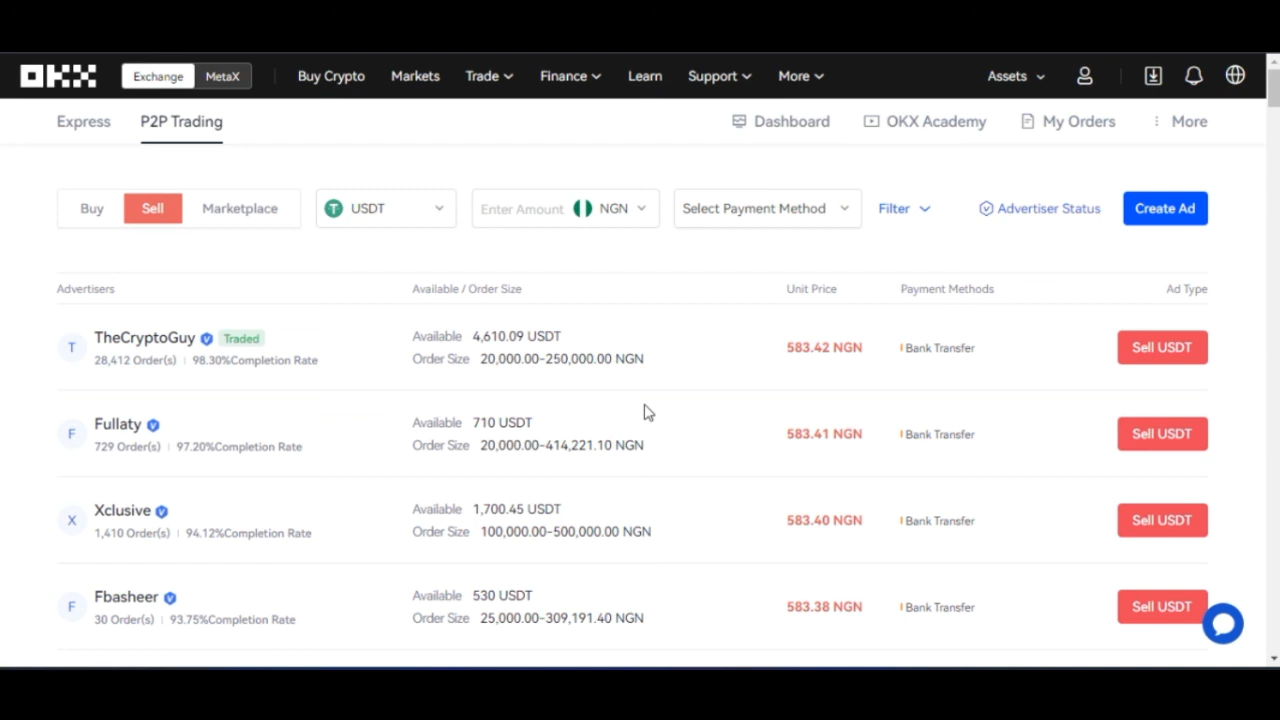 OKX Exchange MetaX Buy Crypto Markets Trade Finance Learn Support More Assets
Express P2P Trading Dashboard OKX Academy My Orders More
Buy Sell Marketplace T USDT Enter Amount NGN Select Payment Method Filter Advertiser Status Create Ad
Advertisers Available / Order Size Unit Price Payment Methods Ad Type
T TheCryptoGuy Traded Available 4,610.09 USDT 583.42 NGN Bank Transfer Sell USDT
28,412 Order(s) 98.30%Completion Rate Order Size 20,000.00-250,000.00 NGN
F Fullaty Available 710 USDT 583.41 NGN Bank Transfer Sell USDT
729 Order(s) 97.20%Completion Rate Order Size 20,000.00-414,221.10 NGN
X Xclusive Available 1,700.45 USDT 583.40 NGN Bank Transfer Sell USDT
1,410 Order(s) 94.12%Completion Rate Order Size 100,000.00-500,000.00 NGN
F Fbasheer Available 530 USDT 583.38 NGN Bank Transfer Sell USDT
30 Order(s) 93.75%Completion Rate Order Size 25,000.00-309,191.40 NGN